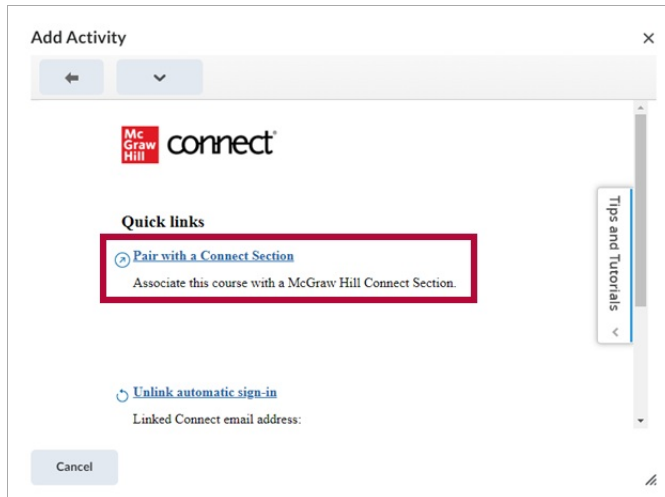 Add Activity
Mc
Graw
Hill
connect
Quick links
Pair with a Connect Section
Associate this course with a McGraw Hill Connect Section.
Tips and Tutorials
Unlink automatic sign-in
Linked Connect email address:
Cancel